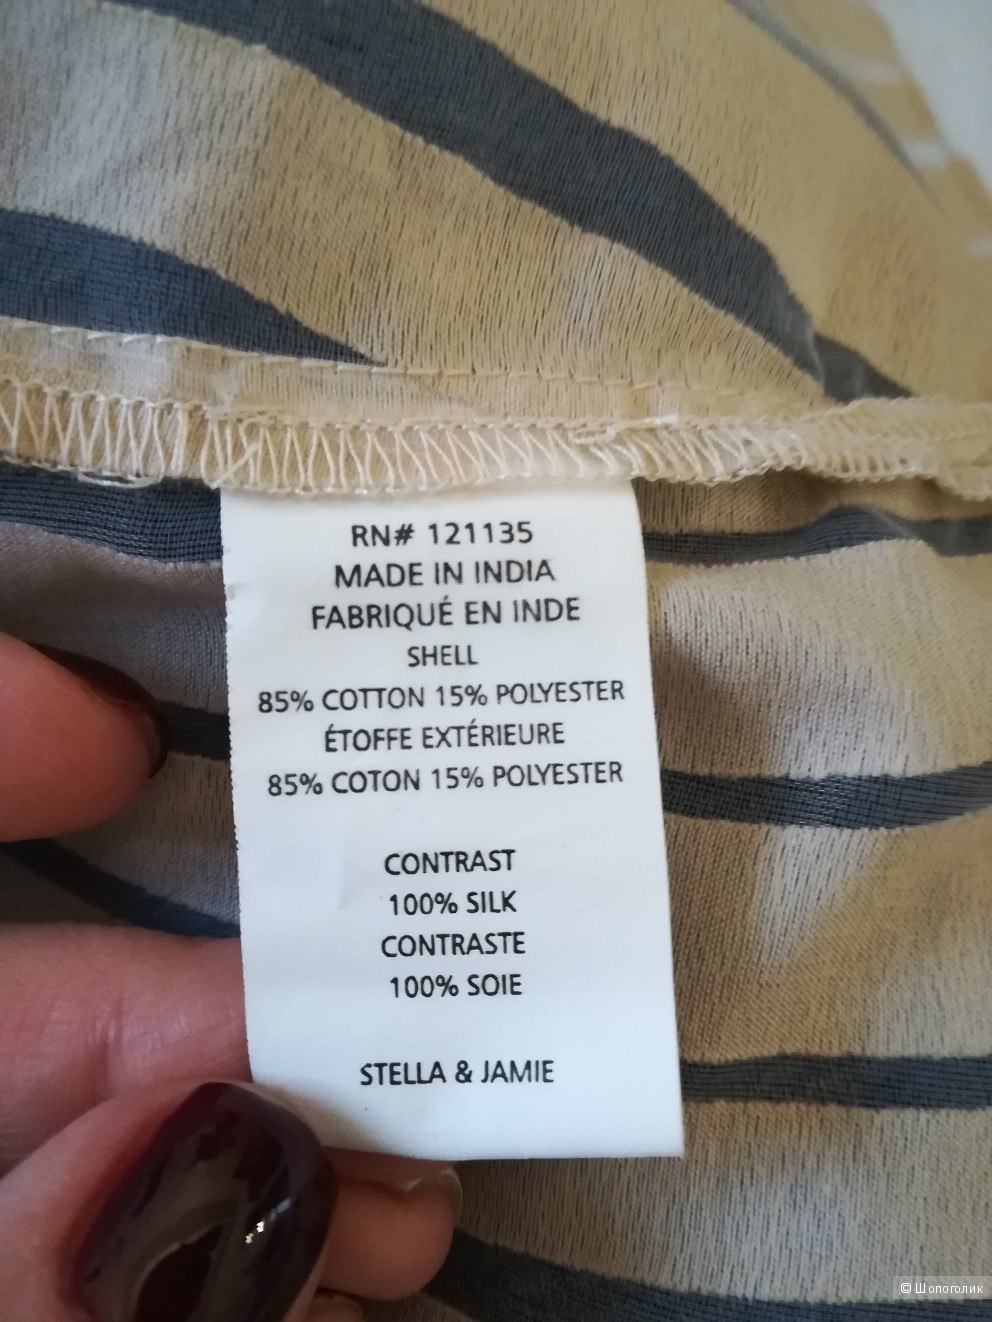 RN# 121135
MADE IN INDIA
FABRIQUÉ EN INDE
SHELL
85% COTTON 15% POLYESTER
ÉTOFFE EXTÉRIEURE
85% COTON 15% POLYESTER
CONTRAST
100% SILK
CONTRASTE
100% SOIE
STELLA & JAMIE
© Шопоголик